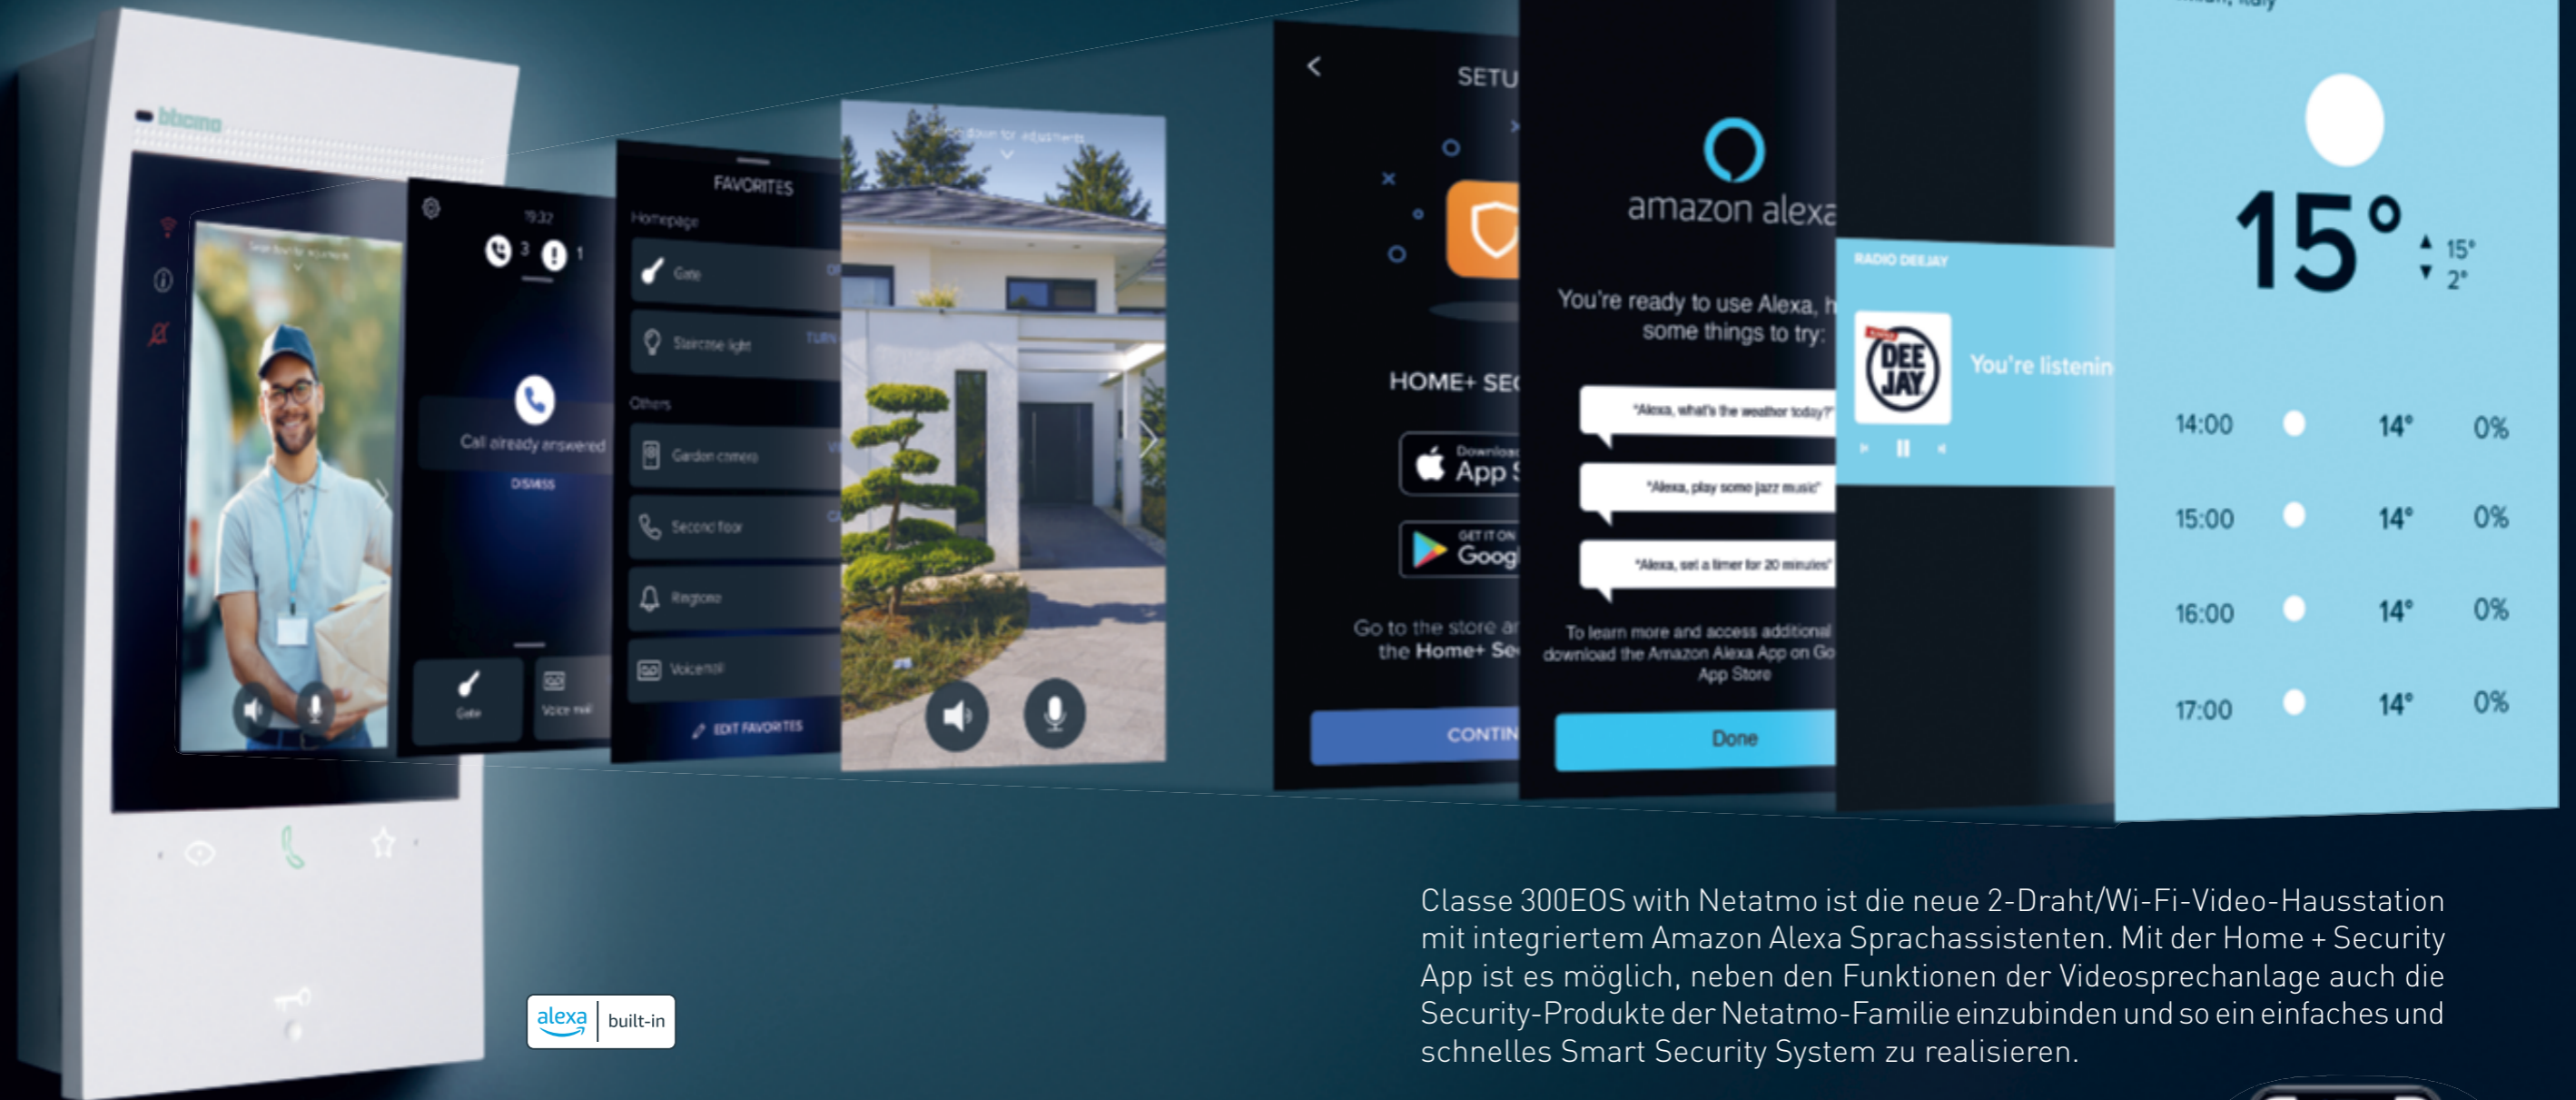 bticino
19:32
3
1
Call already answered
DISMISS
Gate
Voice mail
FAVORITES
Homepage
Gate
Staircase light
TURN
Others
Garden camera
Second floor
Ringtone
Voicemail
EDIT FAVORITES
down for adjustments
SETU
HOME+ SEC
Download
App S
GET IT ON
Goog
Go to the store
the Home+ Se
CONTIN
amazon alexa
You're ready to use Alexa, h
some things to try:
"Alexa, what's the weather today?"
"Alexa, play some jazz music"
"Alexa, set a timer for 20 minutes"
To learn more and access additional
download the Amazon Alexa App on Go
App Store
Done
RADIO DEEJAY
DEE
JAY
You're listenin
Italy
15°
15°
2°
14:00 14° 0%
15:00 14° 0%
16:00 14° 0%
17:00 14° 0%
alexa built-in
Classe 300EOS with Netatmo ist die neue 2-Draht/Wi-Fi-Video-Hausstation
mit integriertem Amazon Alexa Sprachassistenten. Mit der Home + Security
App ist es möglich, neben den Funktionen der Videosprechanlage auch die
Security-Produkte der Netatmo-Familie einzubinden und so ein einfaches und
schnelles Smart Security System zu realisieren.